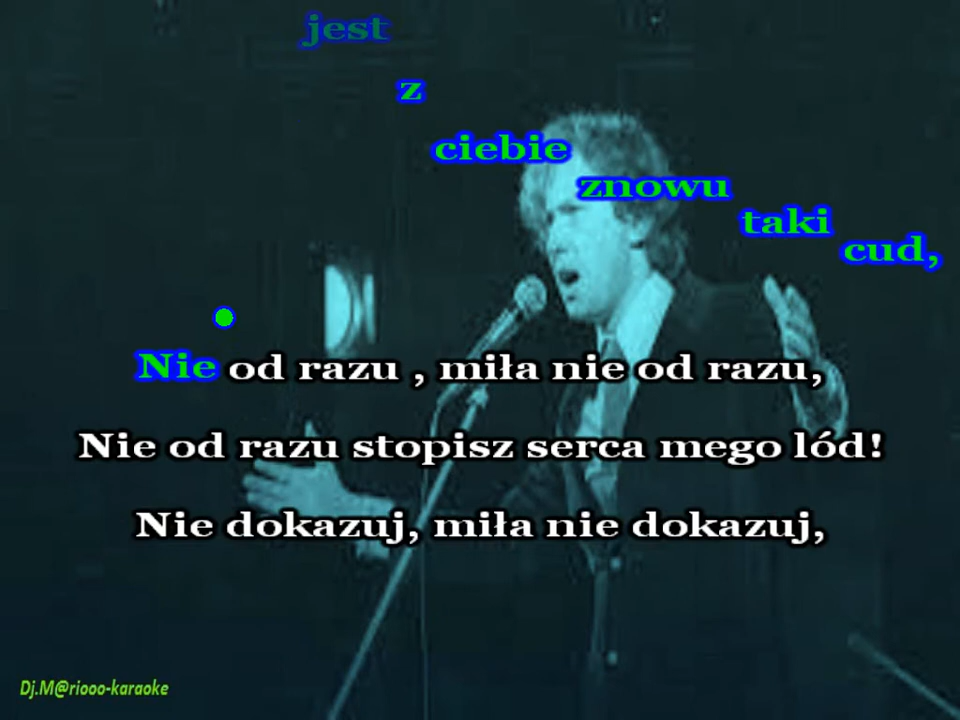 jest z ciebie znowu taki cud,
Nie od razu , miła nie od razu,
Nie od razu stopisz serca mego lód!
Nie dokazuj, miła nie dokazuj,
Dj.M@riooo-karaoke